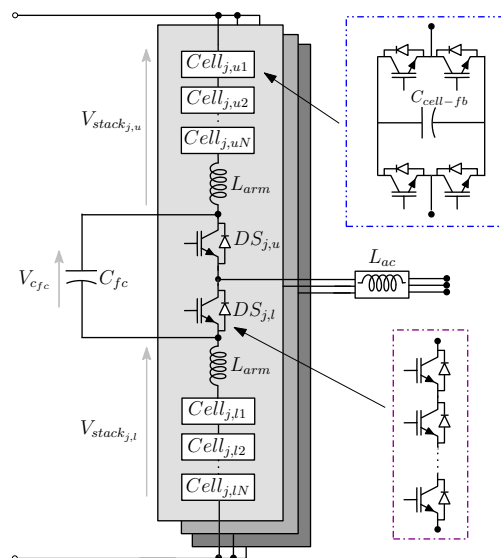 Cell_{j,u1}
Cell_{j,u2}
Cell_{j,uN}
V_{stack_{j,u}}
C_{cell-fb}
L_{arm}
DS_{j,u}
L_{ac}
V_{c_{fc}}
C_{fc}
DS_{j,l}
L_{arm}
V_{stack_{j,l}}
Cell_{j,l1}
Cell_{j,l2}
Cell_{j,lN}